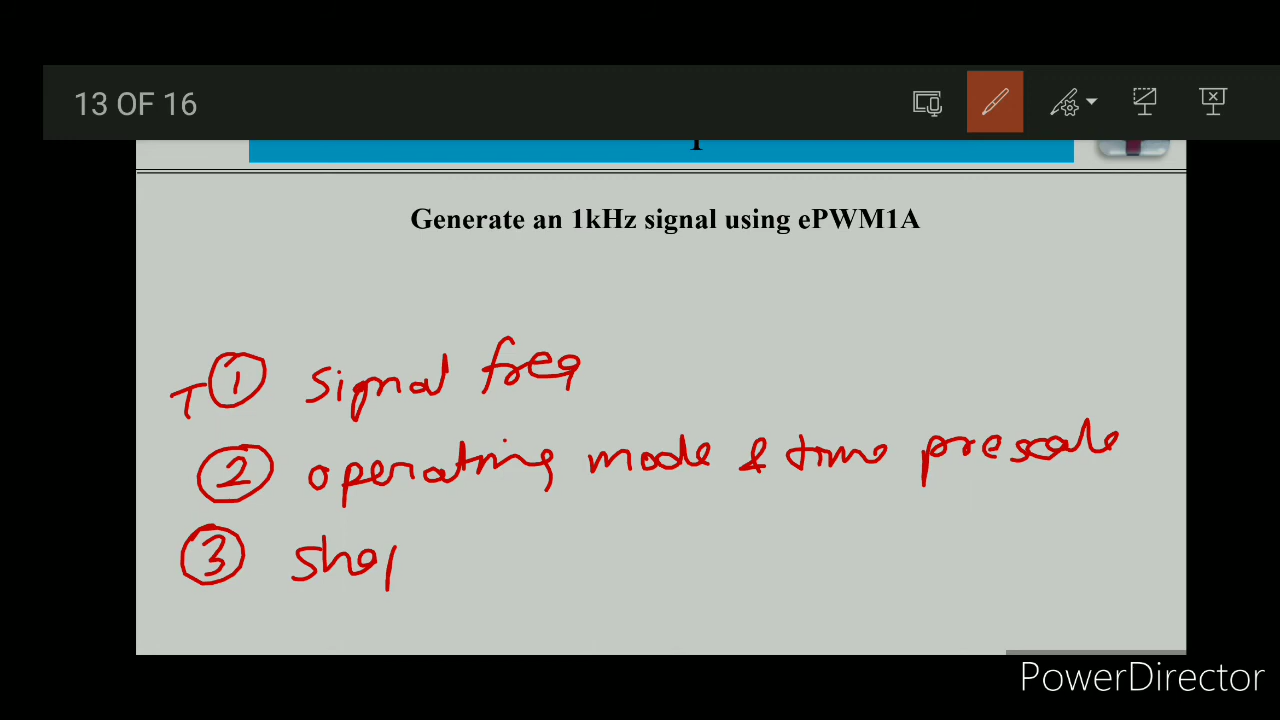 13 OF 16
Generate an 1kHz signal using ePWM1A
T ① signal freq
② operating mode & time prescale
③ shap
PowerDirector